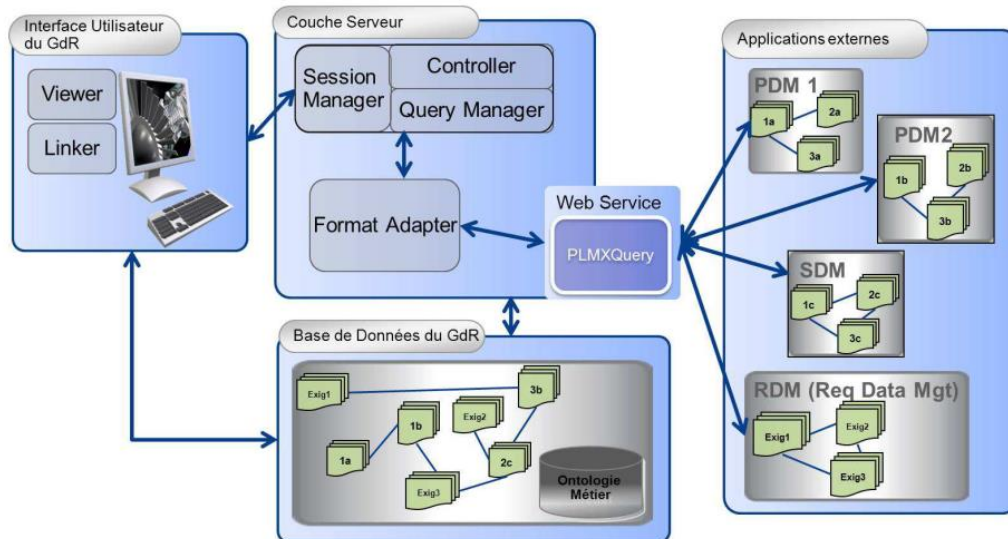 Interface Utilisateur
du GdR
Viewer
Linker
Couche Serveur
Session
Manager
Controller
Query Manager
Format Adapter
Web Service
PLMXQuery
Base de Données du GdR
Exig1
3b
1b
Exig2
1a
2c
Exig3
Ontologie
Métier
Applications externes
PDM 1
1a
2a
3a
PDM2
1b
2b
3b
SDM
1c
2c
3c
RDM (Req Data Mgt)
Exig1
Exig2
Exig3